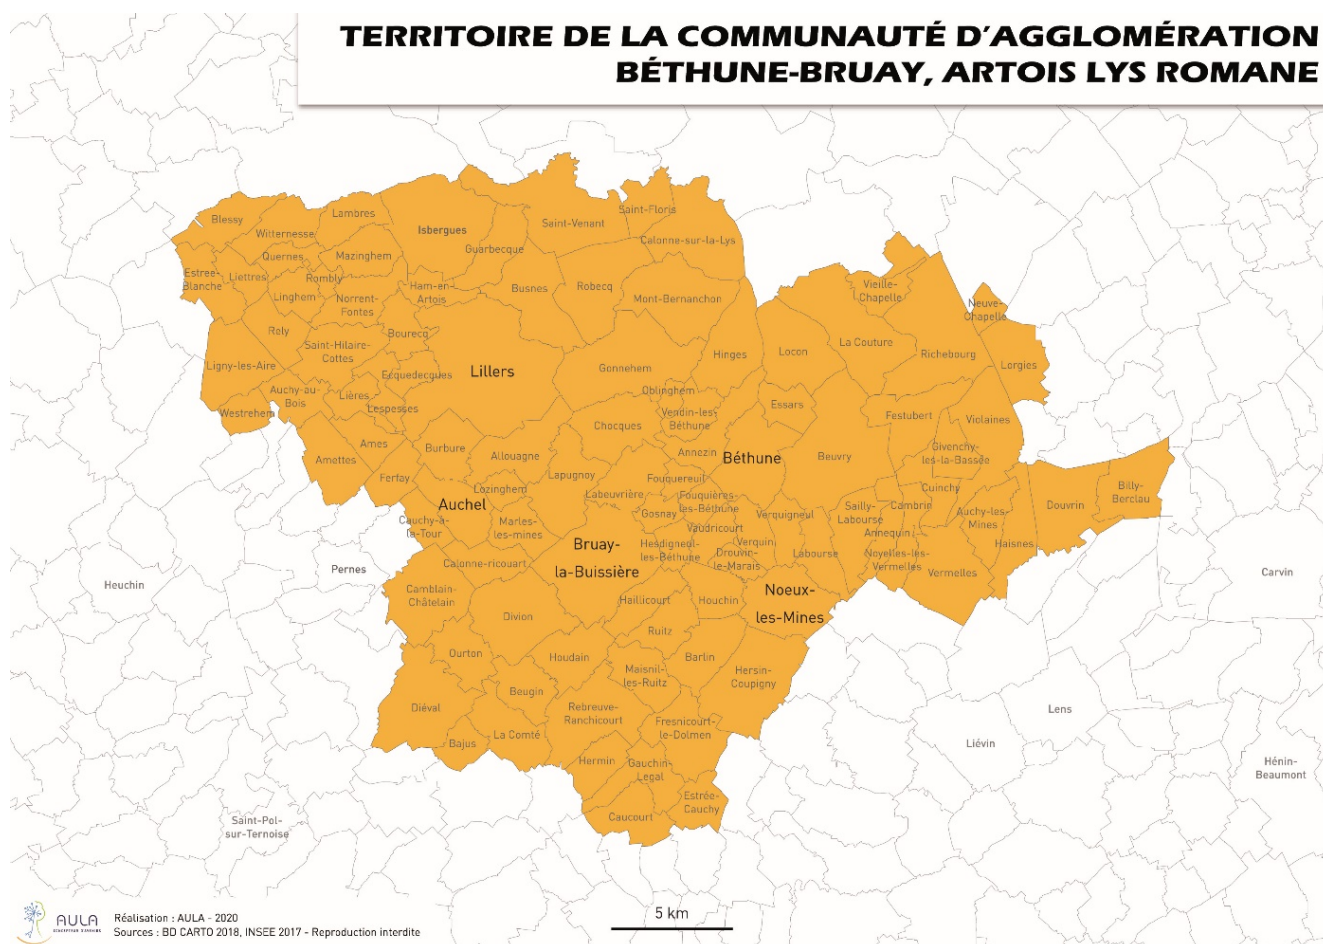 TERRITOIRE DE LA COMMUNAUTÉ D'AGGLOMÉRATION
BÉTHUNE-BRUAY, ARTOIS LYS ROMANE
Blessy
Witternesse
Lambres
Isbergues
Guarbecque
Saint-Venant
Saint-Floris
Calonne-sur-la-Lys
Quernes
Mazinghem
Estrée-
Blanche
Liettres
Rombly
Linghem
Norrent-
Fontes
Ham-en-
Artois
Busnes
Robecq
Mont-Bernanchon
Vieille-
Chapelle
Neuve-
Chapelle
Rely
Saint-Hilaire-
Cottes
Bourecq
Ligny-les-Aire
Ecquedecques
Lillers
Gonnehem
Hinges
Locon
La Couture
Richebourg
Lorgies
Auchy-au-
Bois
Lières
Lespesses
Westrehem
Oblinghem
Vendin-les-
Béthune
Essars
Festubert
Violaines
Chocques
Ames
Burbure
Allouagne
Annezin
Béthune
Beuvry
Givenchy-
les-la-Bassée
Amettes
Ferfay
Lapugnoy
Fouquereuil
Labeuvrière
Fouquières-
les-Béthune
Cuinchy
Douvrin
Billy-
Berclau
Auchel
Lozinghem
Marles-
les-mines
Cauchy-à-
la-Tour
Gosnay
Vaudricourt
Verquigneul
Sailly-
Labourse
Cambrin
Auchy-les-
Mines
Annequin
Haisnes
Bruay-
la-Buissière
Hesdigneul-
les-Béthune
Verquin
Drouvin-
le-Marais
Labourse
Noyelles-les-
Vermelles
Vermelles
Calonne-ricouart
Camblain-
Châtelain
Divion
Haillicourt
Houchin
Noeux-
les-Mines
Ruitz
Heuchin
Pernes
Carvin
Ourton
Houdain
Maisnil-
les-Ruitz
Barlin
Hersin-
Coupigny
Beugin
Diéval
Rebreuve-
Ranchicourt
Fresnicourt-
le-Dolmen
Bajus
La Comté
Hermin
Gauchin-
Legal
Estrée-
Cauchy
Caucourt
Lens
Liévin
Hénin-
Beaumont
Saint-Pol-
sur-Ternoise
5 km
AULA
Réalisation : AULA - 2020
Sources : BD CARTO 2018, INSEE 2017 - Reproduction interdite